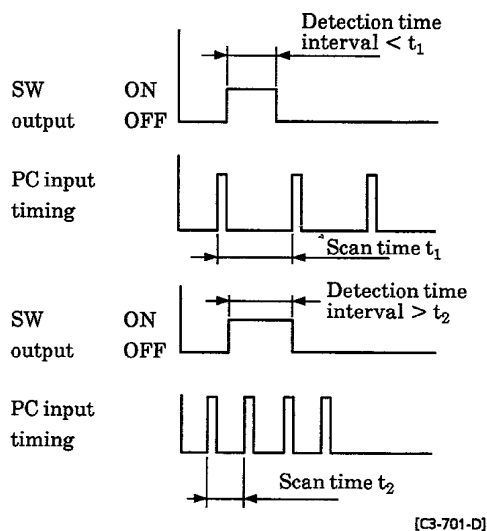 Detection time
interval < t₁
SW ON
output OFF
PC input
timing
Scan time t₁
Detection time
interval > t₂
SW ON
output OFF
PC input
timing
Scan time t₂
[C3-701-D]